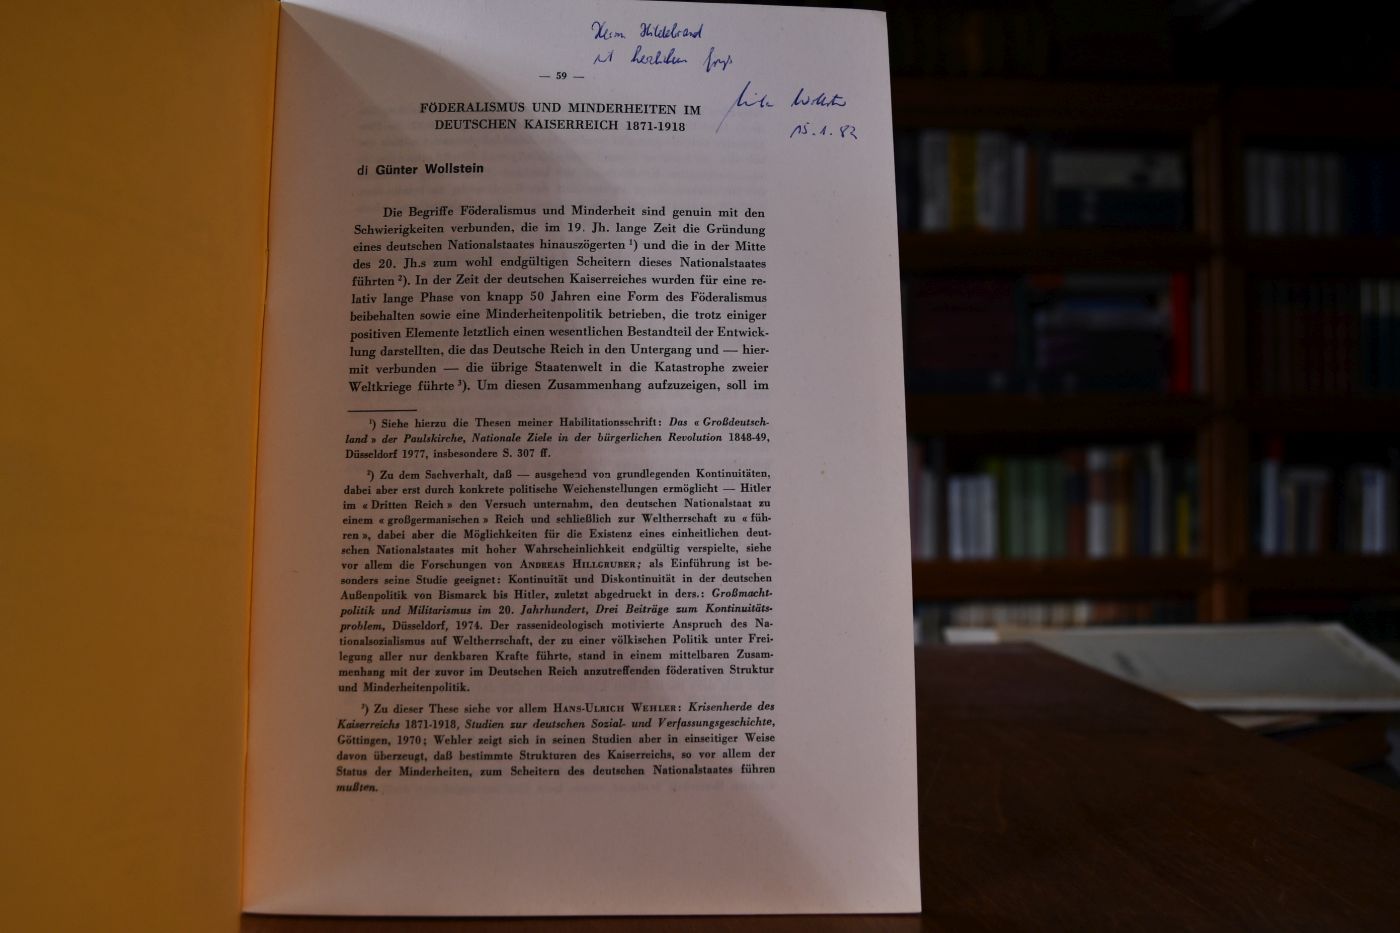 Herrn Hildebrand
mit herzlichem Gruß
— 59 —
Günter Wollstein
15.1.82
FÖDERALISMUS UND MINDERHEITEN IM
DEUTSCHEN KAISERREICH 1871-1918
di Günter Wollstein
Die Begriffe Föderalismus und Minderheit sind genuin mit den
Schwierigkeiten verbunden, die im 19. Jh. lange Zeit die Gründung
eines deutschen Nationalstaates hinauszögerten ¹) und die in der Mitte
des 20. Jh.s zum wohl endgültigen Scheitern dieses Nationalstaates
führten ²). In der Zeit der deutschen Kaiserreiches wurden für eine re-
lativ lange Phase von knapp 50 Jahren eine Form des Föderalismus
beibehalten sowie eine Minderheitenpolitik betrieben, die trotz einiger
positiven Elemente letztlich einen wesentlichen Bestandteil der Entwick-
lung darstellten, die das Deutsche Reich in den Untergang und — hier-
mit verbunden — die übrige Staatenwelt in die Katastrophe zweier
Weltkriege führte ³). Um diesen Zusammenhang aufzuzeigen, soll im
¹) Siehe hierzu die Thesen meiner Habilitationsschrift: Das « Großdeutsch-
land » der Paulskirche, Nationale Ziele in der bürgerlichen Revolution 1848-49,
Düsseldorf 1977, insbesondere S. 307 ff.
²) Zu dem Sachverhalt, daß — ausgehend von grundlegenden Kontinuitäten,
dabei aber erst durch konkrete politische Weichenstellungen ermöglicht — Hitler
im « Dritten Reich » den Versuch unternahm, den deutschen Nationalstaat zu
einem « großgermanischen » Reich und schließlich zur Weltherrschaft zu « füh-
ren », dabei aber die Möglichkeiten für die Existenz eines einheitlichen deut-
schen Nationalstaates mit hoher Wahrscheinlichkeit endgültig verspielte, siehe
vor allem die Forschungen von ANDREAS HILLGRUBER; als Einführung ist be-
sonders seine Studie geeignet: Kontinuität und Diskontinuität in der deutschen
Außenpolitik von Bismarck bis Hitler, zuletzt abgedruckt in ders.: Großmacht-
politik und Militarismus im 20. Jahrhundert, Drei Beiträge zum Kontinuitäts-
problem, Düsseldorf, 1974. Der rassenideologisch motivierte Anspruch des Na-
tionalsozialismus auf Weltherrschaft, der zu einer völkischen Politik unter Frei-
legung aller nur denkbaren Krafte führte, stand in einem mittelbaren Zusam-
menhang mit der zuvor im Deutschen Reich anzutreffenden föderativen Struktur
und Minderheitenpolitik.
³) Zu dieser These siehe vor allem HANS-ULRICH WEHLER: Krisenherde des
Kaiserreichs 1871-1918, Studien zur deutschen Sozial- und Verfassungsgeschichte,
Göttingen, 1970; Wehler zeigt sich in seinen Studien aber in einseitiger Weise
davon überzeugt, daß bestimmte Strukturen des Kaiserreichs, so vor allem der
Status der Minderheiten, zum Scheitern des deutschen Nationalstaates führen
mußten.